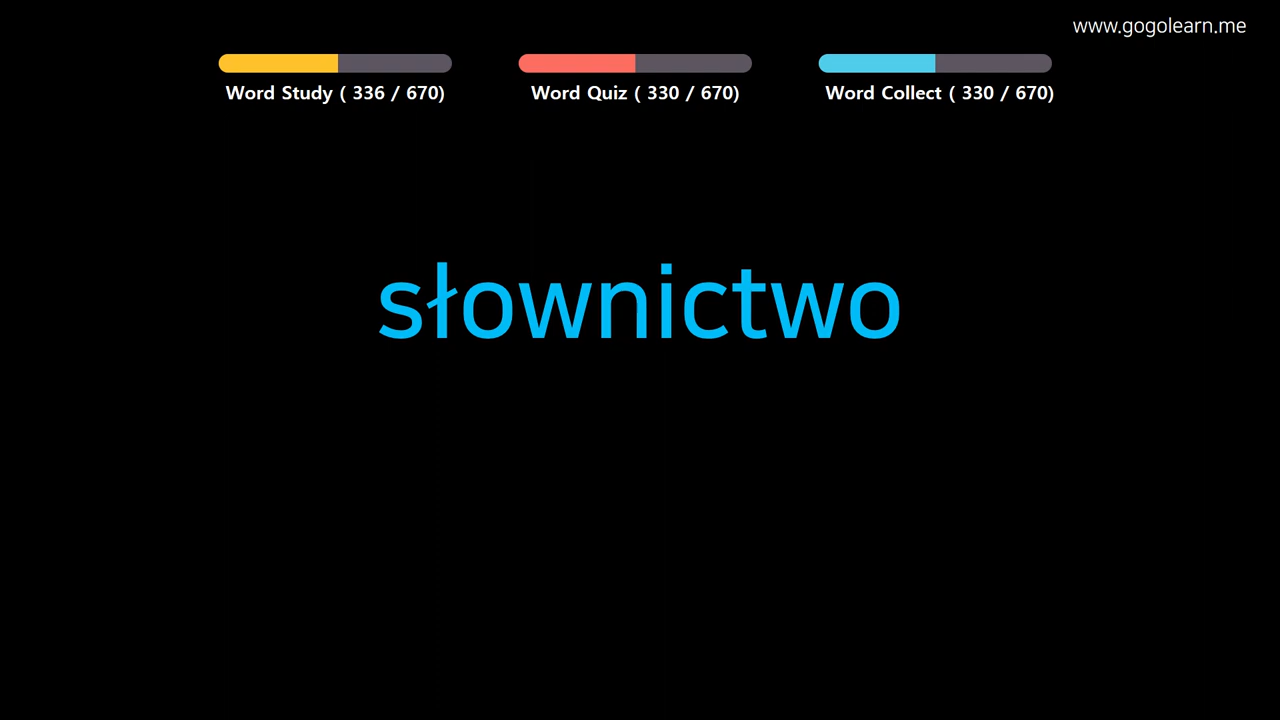 www.gogolearn.me
Word Study ( 336 / 670)
Word Quiz ( 330 / 670)
Word Collect ( 330 / 670)
słownictwo